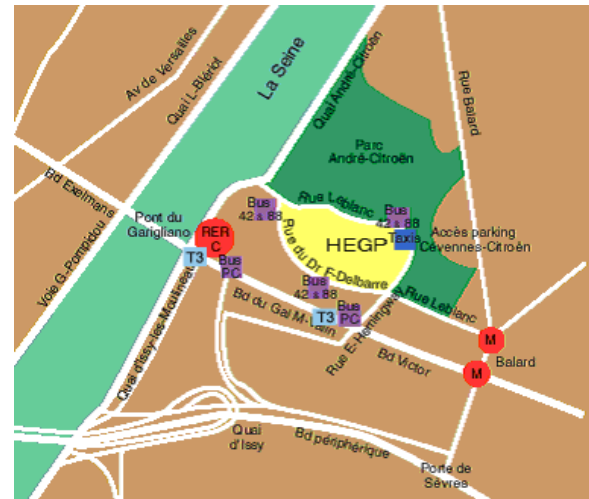 Av de Versailles
Quai L-Blériot
La Seine
Quai André-Citroën
Rue Balard
Parc
André-Citroën
Bd Exelmans
Pont du
Garigliano
Voie G-Pompidou
RER
C
T3
Bus
PC
Bus
42 & 88
Rue Leblanc
Bus
42 & 88
Taxis
Accès parking
Cévennes-Citroën
HEGP
Rue du Dr F-Delbarre
Bus
42 & 88
Bus
PC
T3
Bd du Gal M-Valin
Rue E-Hemingway
Rue Leblanc
M
Balard
M
Bd Victor
Quai d'Issy-les-Moulineaux
Quai
d'Issy
Bd périphérique
Porte de
Sèvres